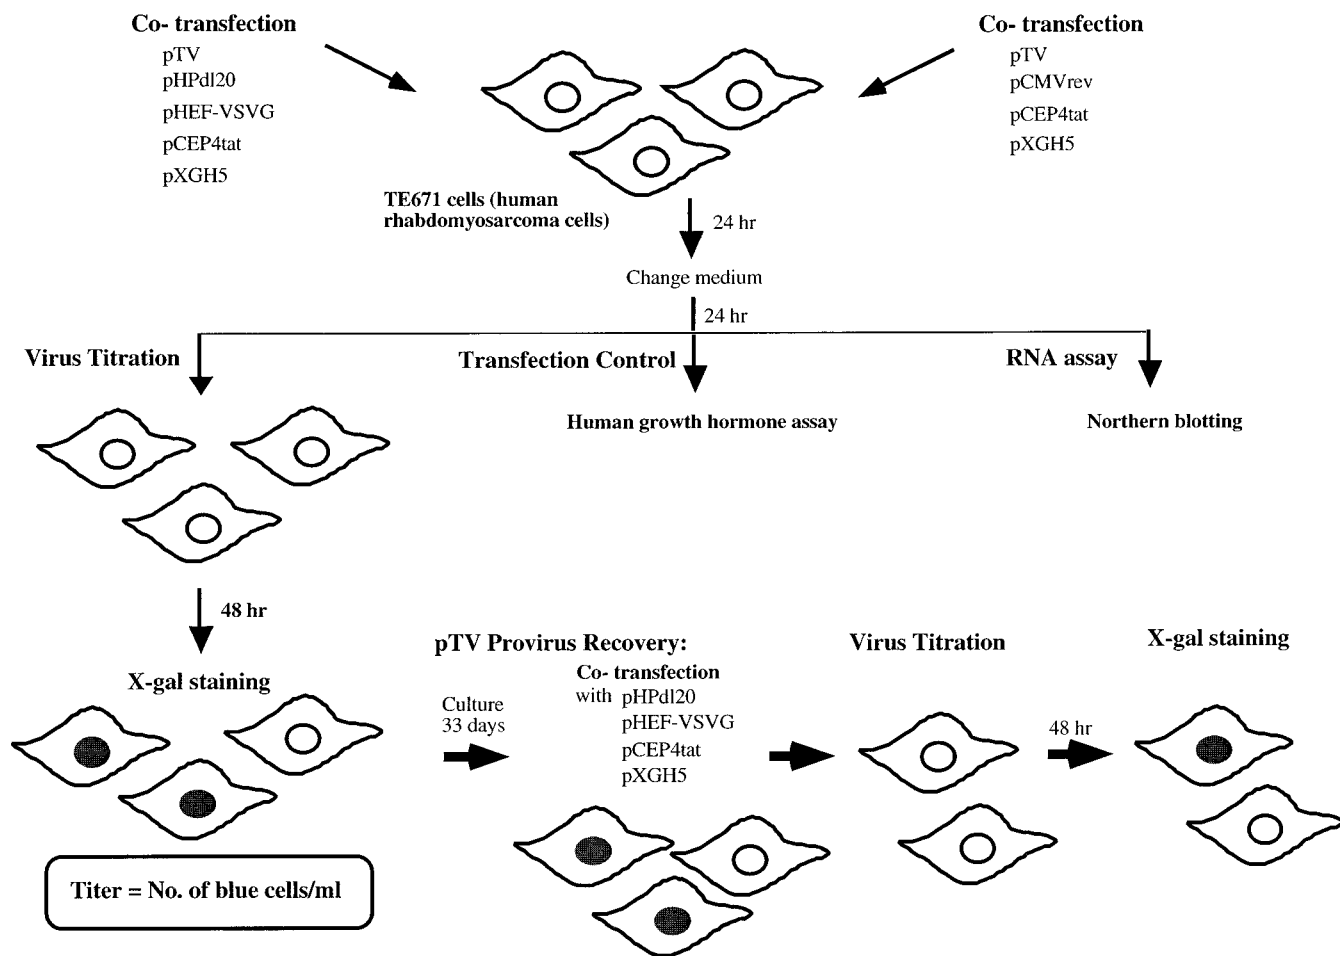 Co- transfection
pTV
pHPdl20
pHEF-VSVG
pCEP4tat
pXGH5
Co- transfection
pTV
pCMVrev
pCEP4tat
pXGH5
TE671 cells (human
rhabdomyosarcoma cells)
24 hr
Change medium
24 hr
Virus Titration
Transfection Control
RNA assay
Human growth hormone assay
Northern blotting
48 hr
X-gal staining
Titer = No. of blue cells/ml
Culture
33 days
pTV Provirus Recovery:
Co- transfection
with pHPdl20
pHEF-VSVG
pCEP4tat
pXGH5
Virus Titration
48 hr
X-gal staining